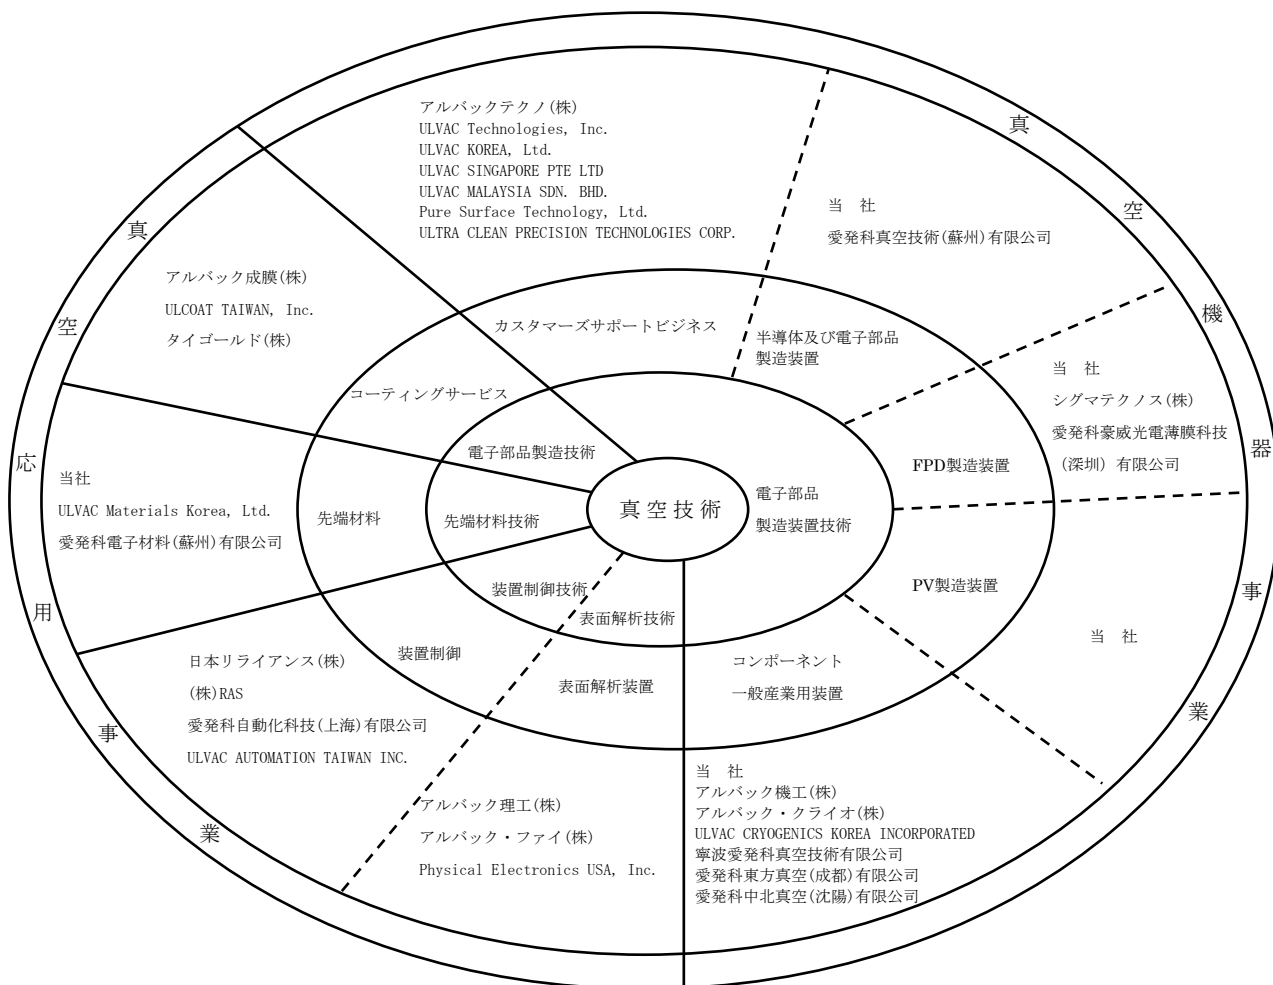 真空機器事業
真空応用事業
アルバックテクノ(株)
ULVAC Technologies, Inc.
ULVAC KOREA, Ltd.
ULVAC SINGAPORE PTE LTD
ULVAC MALAYSIA SDN. BHD.
Pure Surface Technology, Ltd.
ULTRA CLEAN PRECISION TECHNOLOGIES CORP.
当 社
愛発科真空技術(蘇州)有限公司
アルバック成膜(株)
ULCOAT TAIWAN, Inc.
タイゴールド(株)
カスタマーズサポートビジネス
半導体及び電子部品
製造装置
当 社
シグマテクノス(株)
愛発科豪威光電薄膜科技
(深圳) 有限公司
コーティングサービス
電子部品製造技術
FPD製造装置
当社
ULVAC Materials Korea, Ltd.
愛発科電子材料(蘇州)有限公司
先端材料
先端材料技術
真空技術
電子部品
製造装置技術
装置制御技術
表面解析技術
PV製造装置
当 社
装置制御
表面解析装置
コンポーネント
一般産業用装置
日本リライアンス(株)
(株)RAS
愛発科自動化科技(上海)有限公司
ULVAC AUTOMATION TAIWAN INC.
アルバック理工(株)
アルバック・ファイ(株)
Physical Electronics USA, Inc.
当 社
アルバック機工(株)
アルバック・クライオ(株)
ULVAC CRYOGENICS KOREA INCORPORATED
寧波愛発科真空技術有限公司
愛発科東方真空(成都)有限公司
愛発科中北真空(沈陽)有限公司